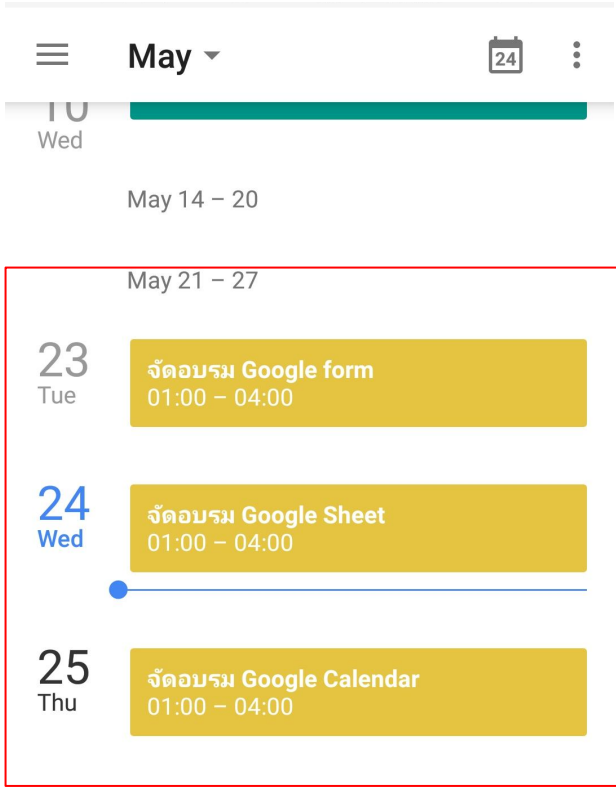 May
24
10
Wed
May 14 – 20
May 21 – 27
23
Tue
จัดอบรม Google form
01:00 – 04:00
24
Wed
จัดอบรม Google Sheet
01:00 – 04:00
25
Thu
จัดอบรม Google Calendar
01:00 – 04:00